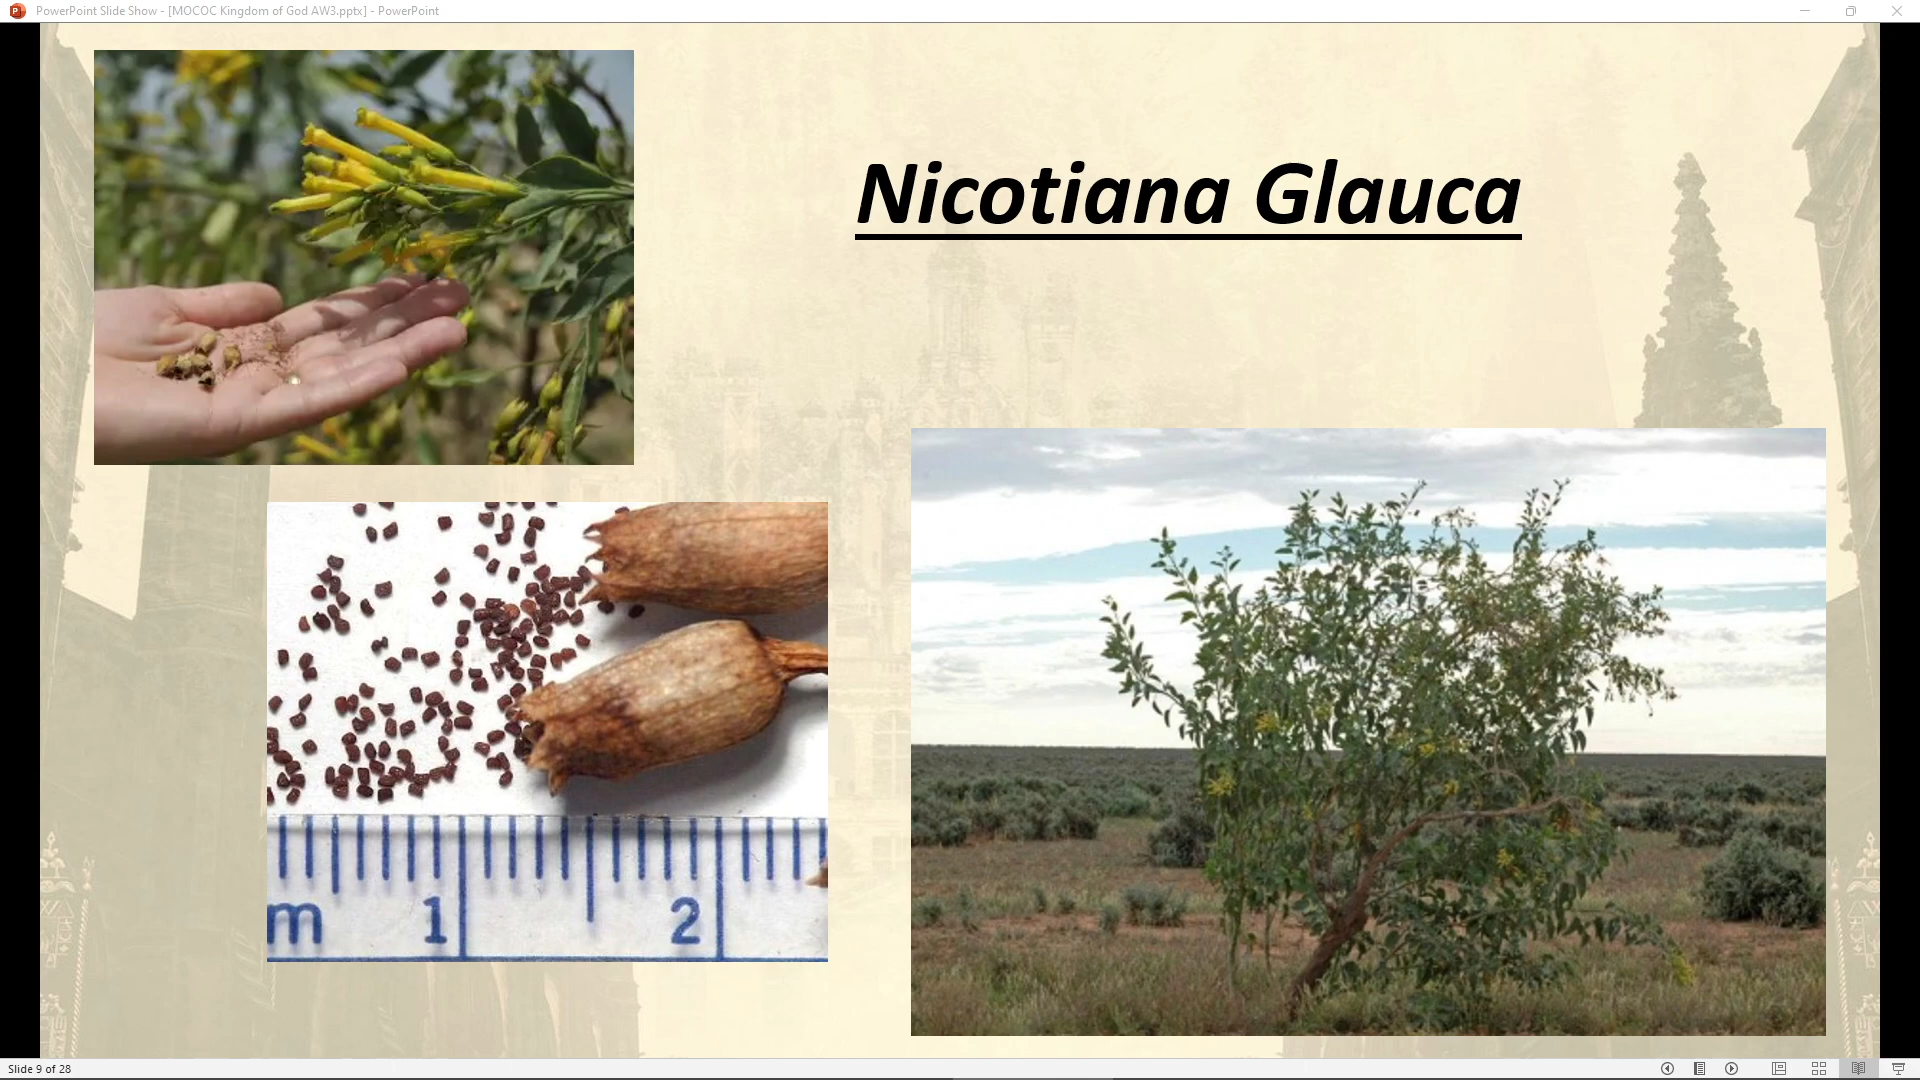 PowerPoint Slide Show - [MOCOC Kingdom of God AW3.pptx] - PowerPoint
Nicotiana Glauca
m 1 2
Slide 9 of 28